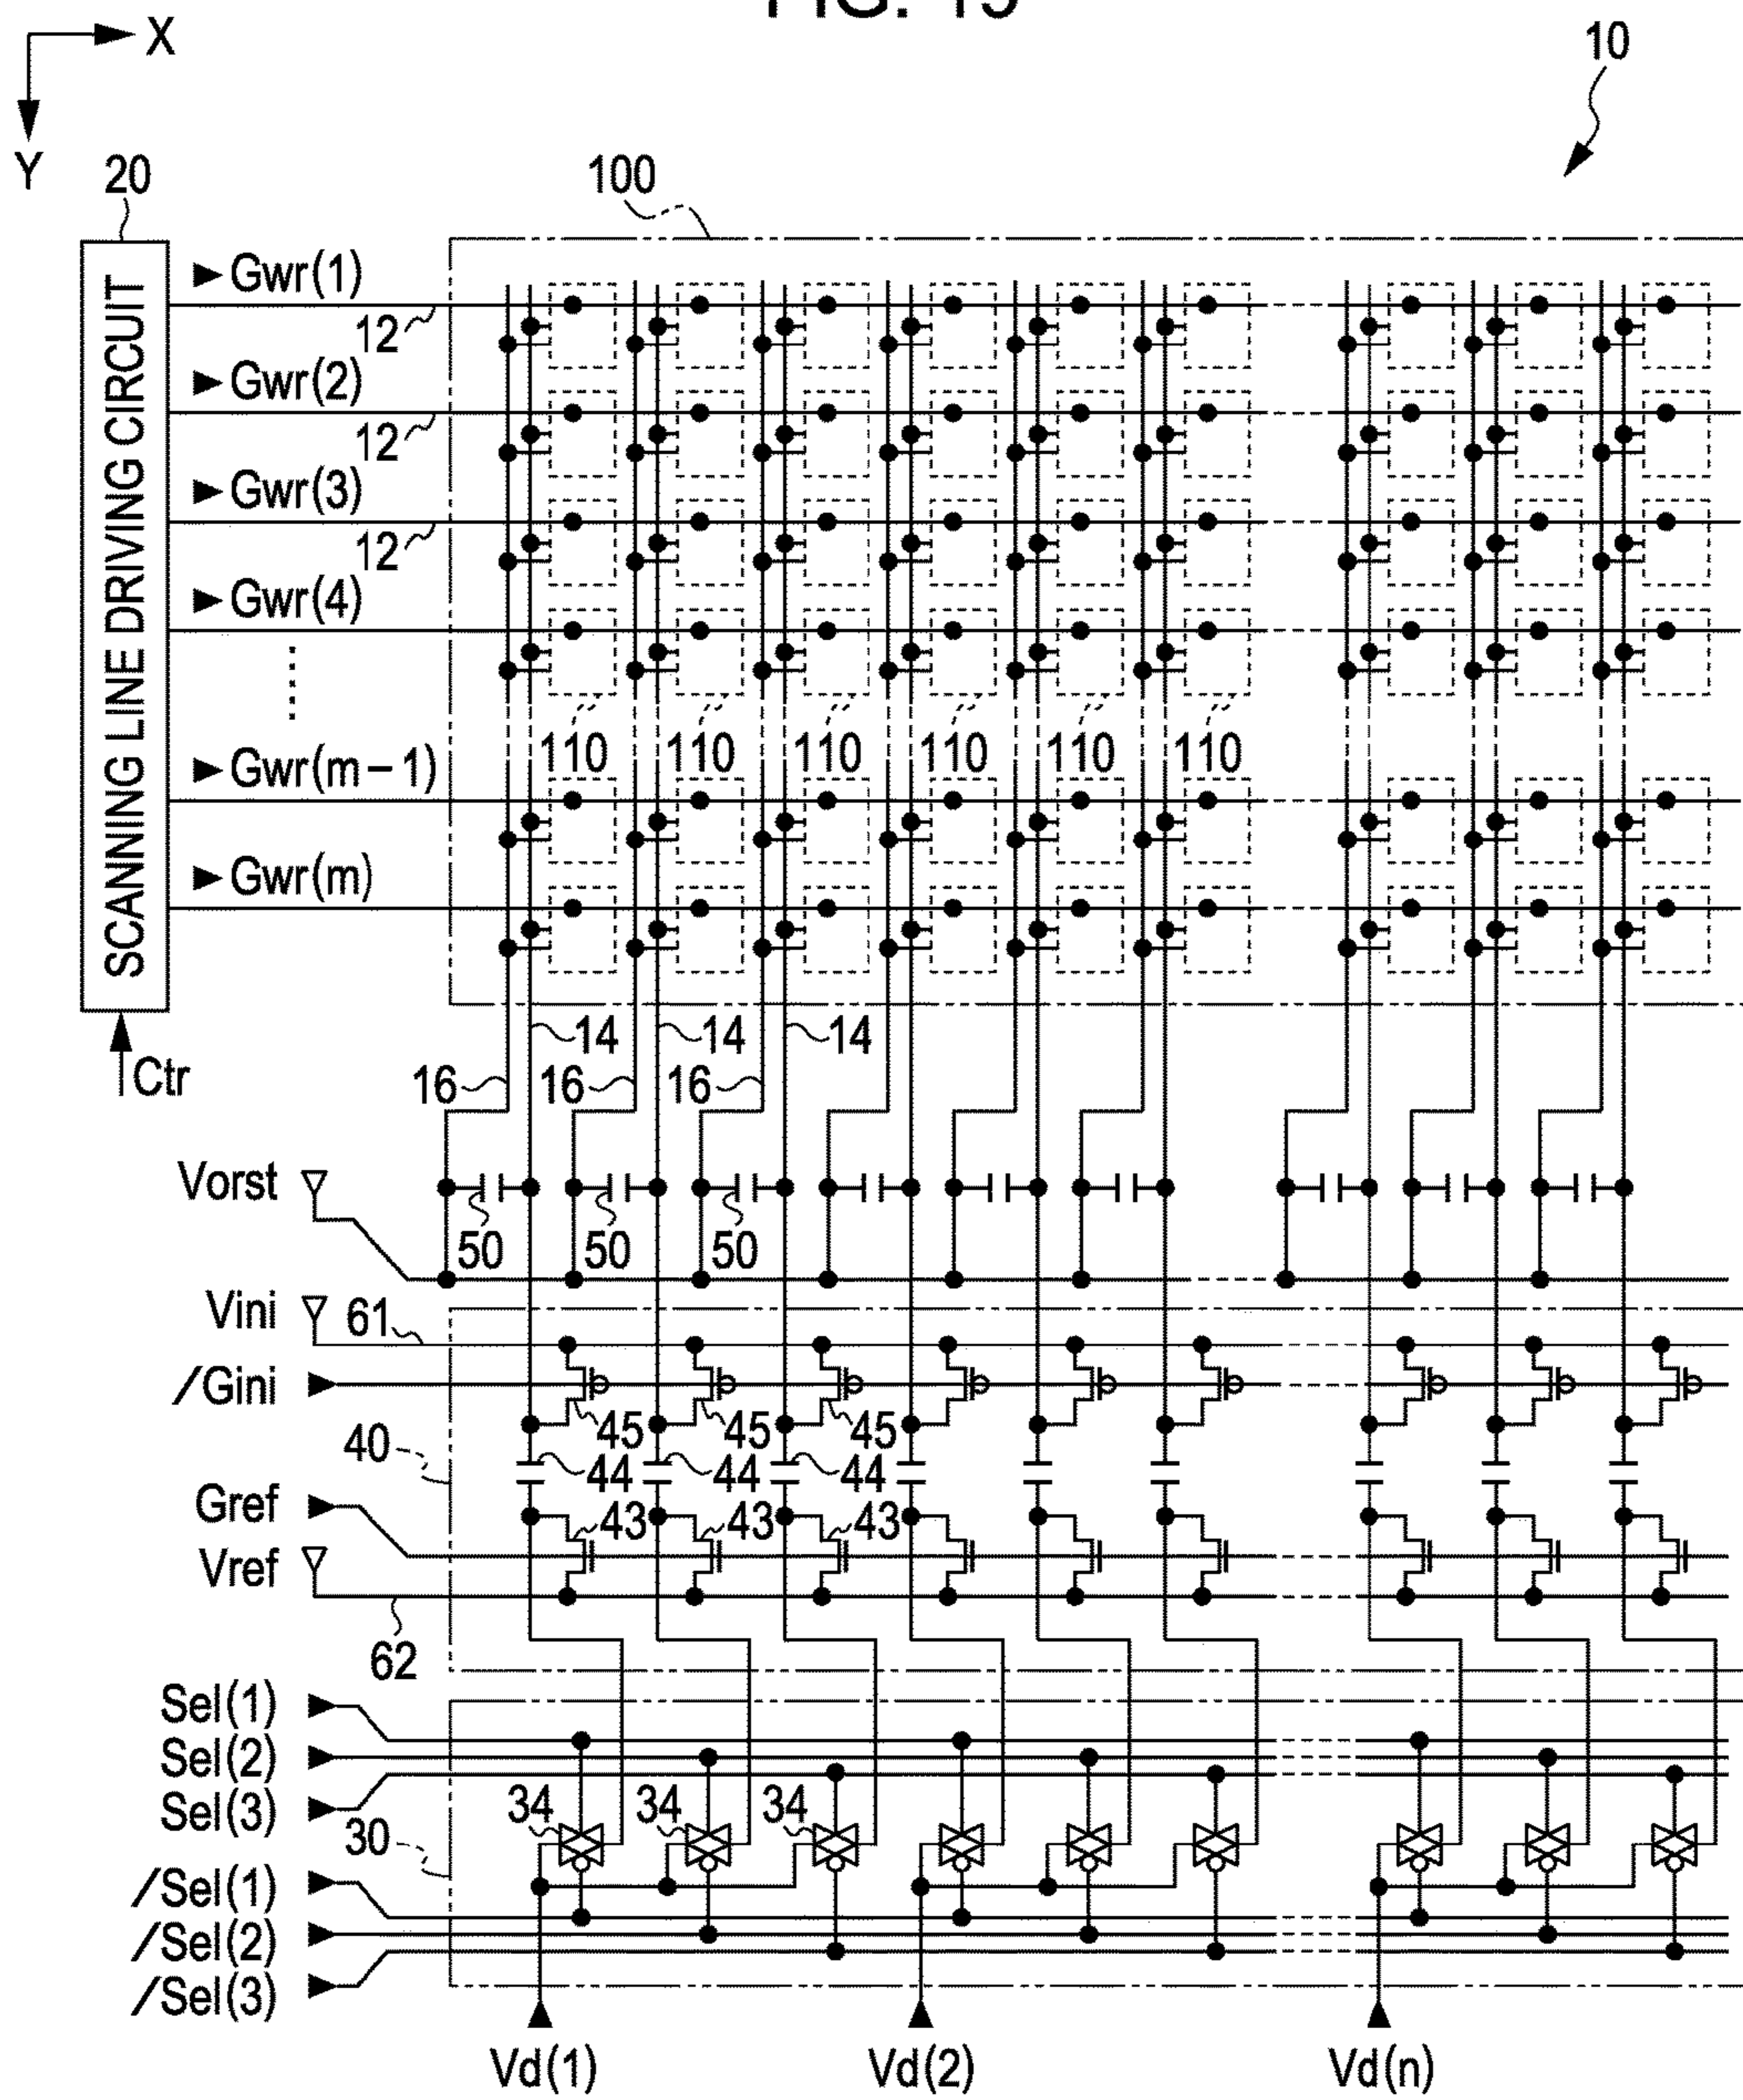 FIG. 15
X
10
Y
20
100
SCANNING LINE DRIVING CIRCUIT
Gwr(1)
12
Gwr(2)
12
Gwr(3)
12
Gwr(4)
110 110 110 110 110 110
Gwr(m-1)
Gwr(m)
14 14 14
Ctr
16 16 16
Vorst
50 50 50
Vini
61
/Gini
45 45 45
40
44 44 44
Gref
43 43 43
Vref
62
Sel(1)
Sel(2)
Sel(3)
34 34 34
30
/Sel(1)
/Sel(2)
/Sel(3)
Vd(1) Vd(2) Vd(n)